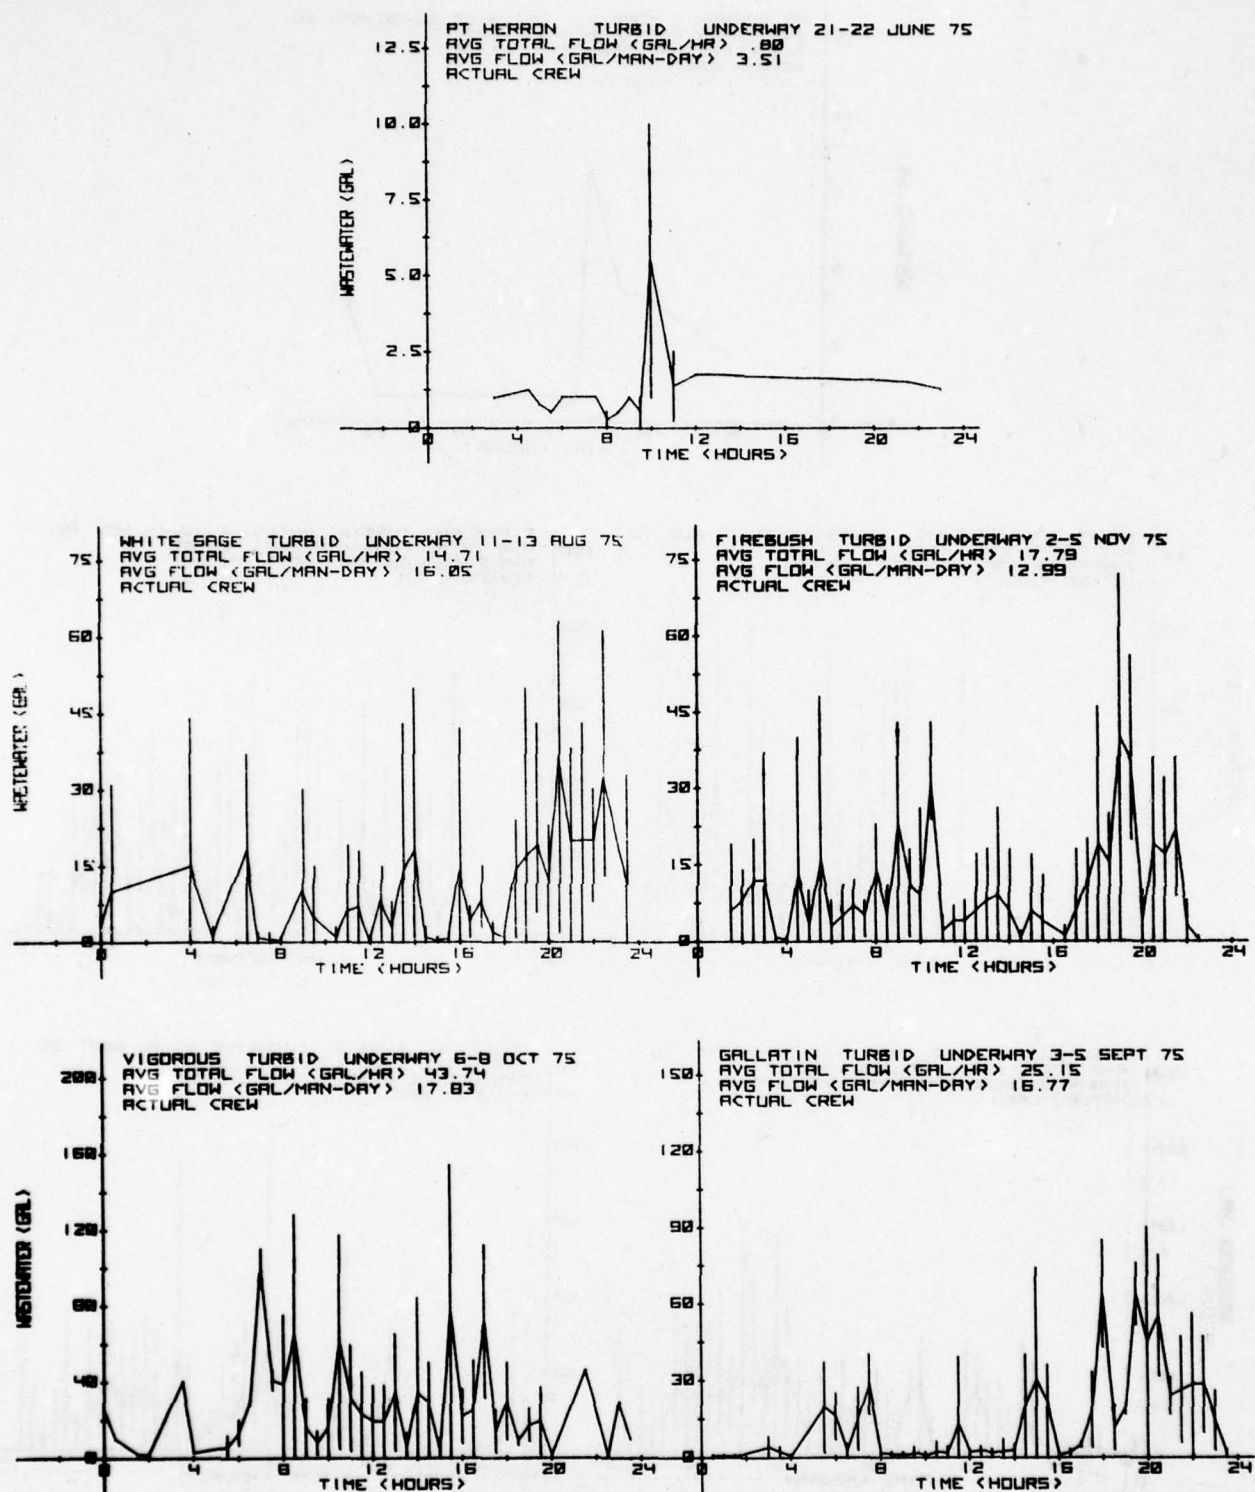 PT HERRON TURBID UNDERWAY 21-22 JUNE 75
AVG TOTAL FLOW (GAL/HR) .80
AVG FLOW (GAL/MAN-DAY) 3.51
ACTUAL CREW
12.5
10.0
7.5
5.0
2.5
0
WASTEWATER (GAL)
0 4 8 12 16 20 24
TIME (HOURS)
WHITE SAGE TURBID UNDERWAY 11-13 AUG 75
AVG TOTAL FLOW (GAL/HR) 14.71
AVG FLOW (GAL/MAN-DAY) 16.05
ACTUAL CREW
75
60
45
30
15
0
WASTEWATER (GAL)
0 4 8 12 16 20 24
TIME (HOURS)
FIREBUSH TURBID UNDERWAY 2-5 NOV 75
AVG TOTAL FLOW (GAL/HR) 17.79
AVG FLOW (GAL/MAN-DAY) 12.99
ACTUAL CREW
75
60
45
30
15
0
0 4 8 12 16 20 24
TIME (HOURS)
VIGOROUS TURBID UNDERWAY 6-8 OCT 75
AVG TOTAL FLOW (GAL/HR) 43.74
AVG FLOW (GAL/MAN-DAY) 17.83
ACTUAL CREW
200
160
120
80
40
0
WASTEWATER (GAL)
0 4 8 12 16 20 24
TIME (HOURS)
GALLATIN TURBID UNDERWAY 3-5 SEPT 75
AVG TOTAL FLOW (GAL/HR) 25.15
AVG FLOW (GAL/MAN-DAY) 16.77
ACTUAL CREW
150
120
90
60
30
0
0 4 8 12 16 20 24
TIME (HOURS)